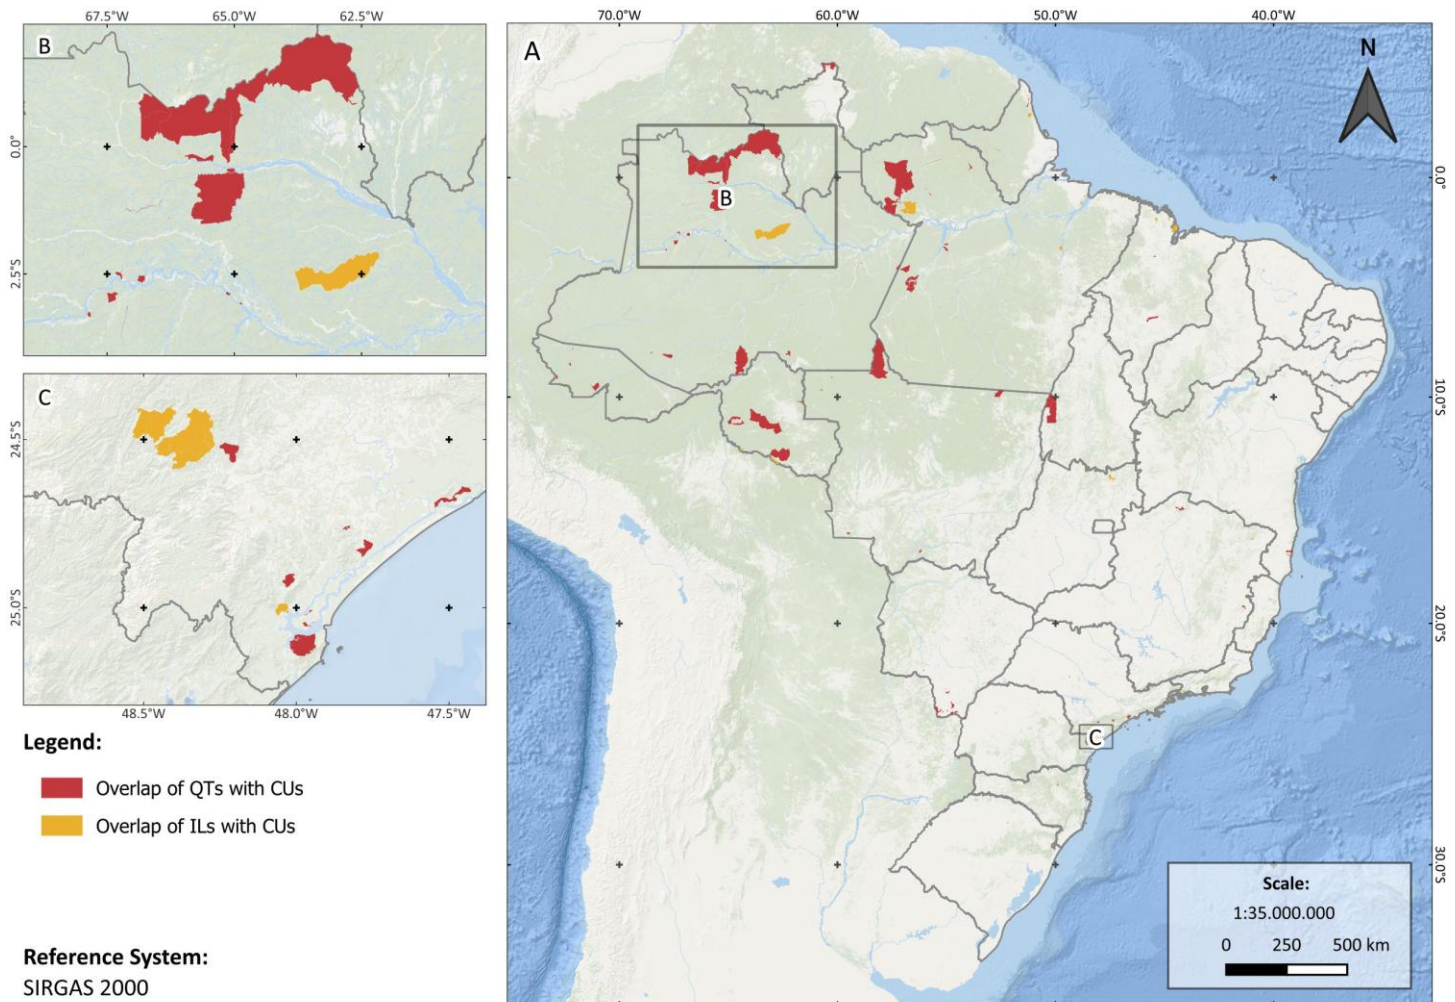 67.5°W 65.0°W 62.5°W
B
0.0°
2.5°S
C
24.5°S
25.0°S
48.5°W 48.0°W 47.5°W
Legend:
Overlap of QTs with CUs
Overlap of ILs with CUs
Reference System:
SIRGAS 2000
70.0°W 60.0°W 50.0°W 40.0°W
A
N
B
C
0.0°
10.0°S
20.0°S
30.0°S
Scale:
1:35.000.000
0 250 500 km